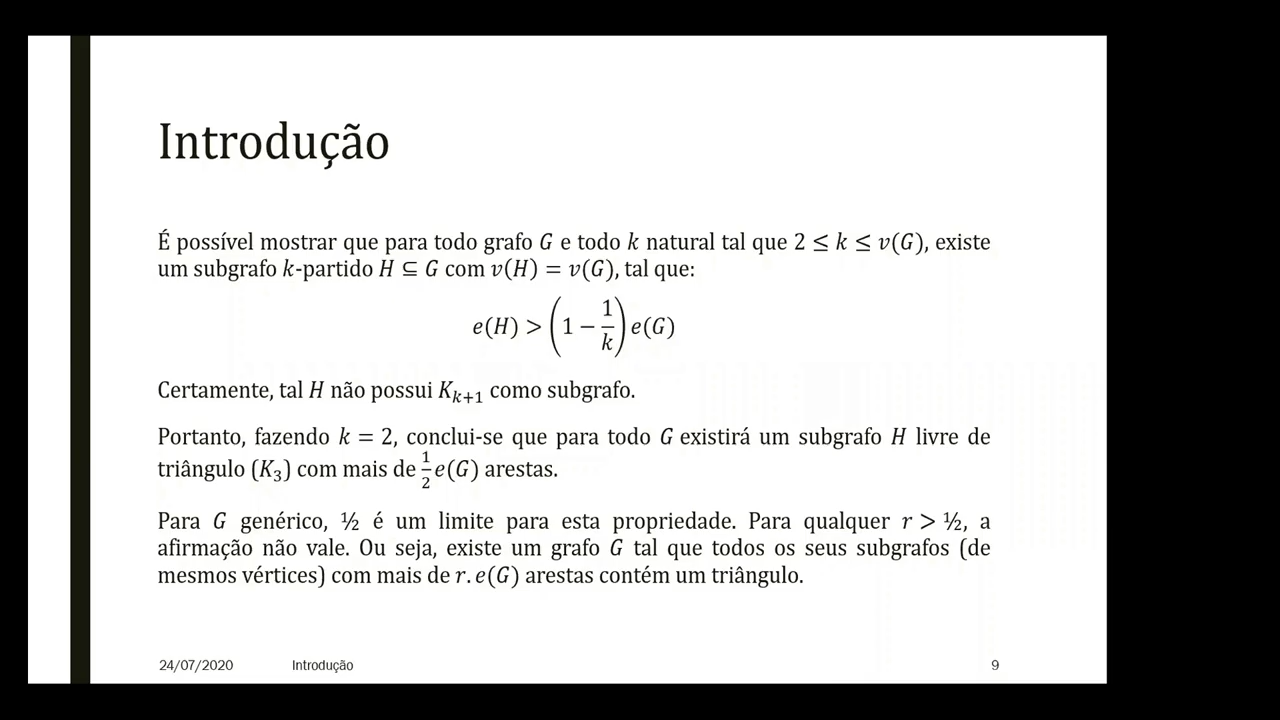 Introdução
É possível mostrar que para todo grafo G e todo k natural tal que 2 ≤ k ≤ v(G), existe
um subgrafo k-partido H ⊆ G com v(H) = v(G), tal que:
e(H) > (1 − 1/k) e(G)
Certamente, tal H não possui K_{k+1} como subgrafo.
Portanto, fazendo k = 2, conclui-se que para todo G existirá um subgrafo H livre de
triângulo (K_3) com mais de 1/2 e(G) arestas.
Para G genérico, ½ é um limite para esta propriedade. Para qualquer r > ½, a
afirmação não vale. Ou seja, existe um grafo G tal que todos os seus subgrafos (de
mesmos vértices) com mais de r. e(G) arestas contém um triângulo.
24/07/2020 Introdução 9